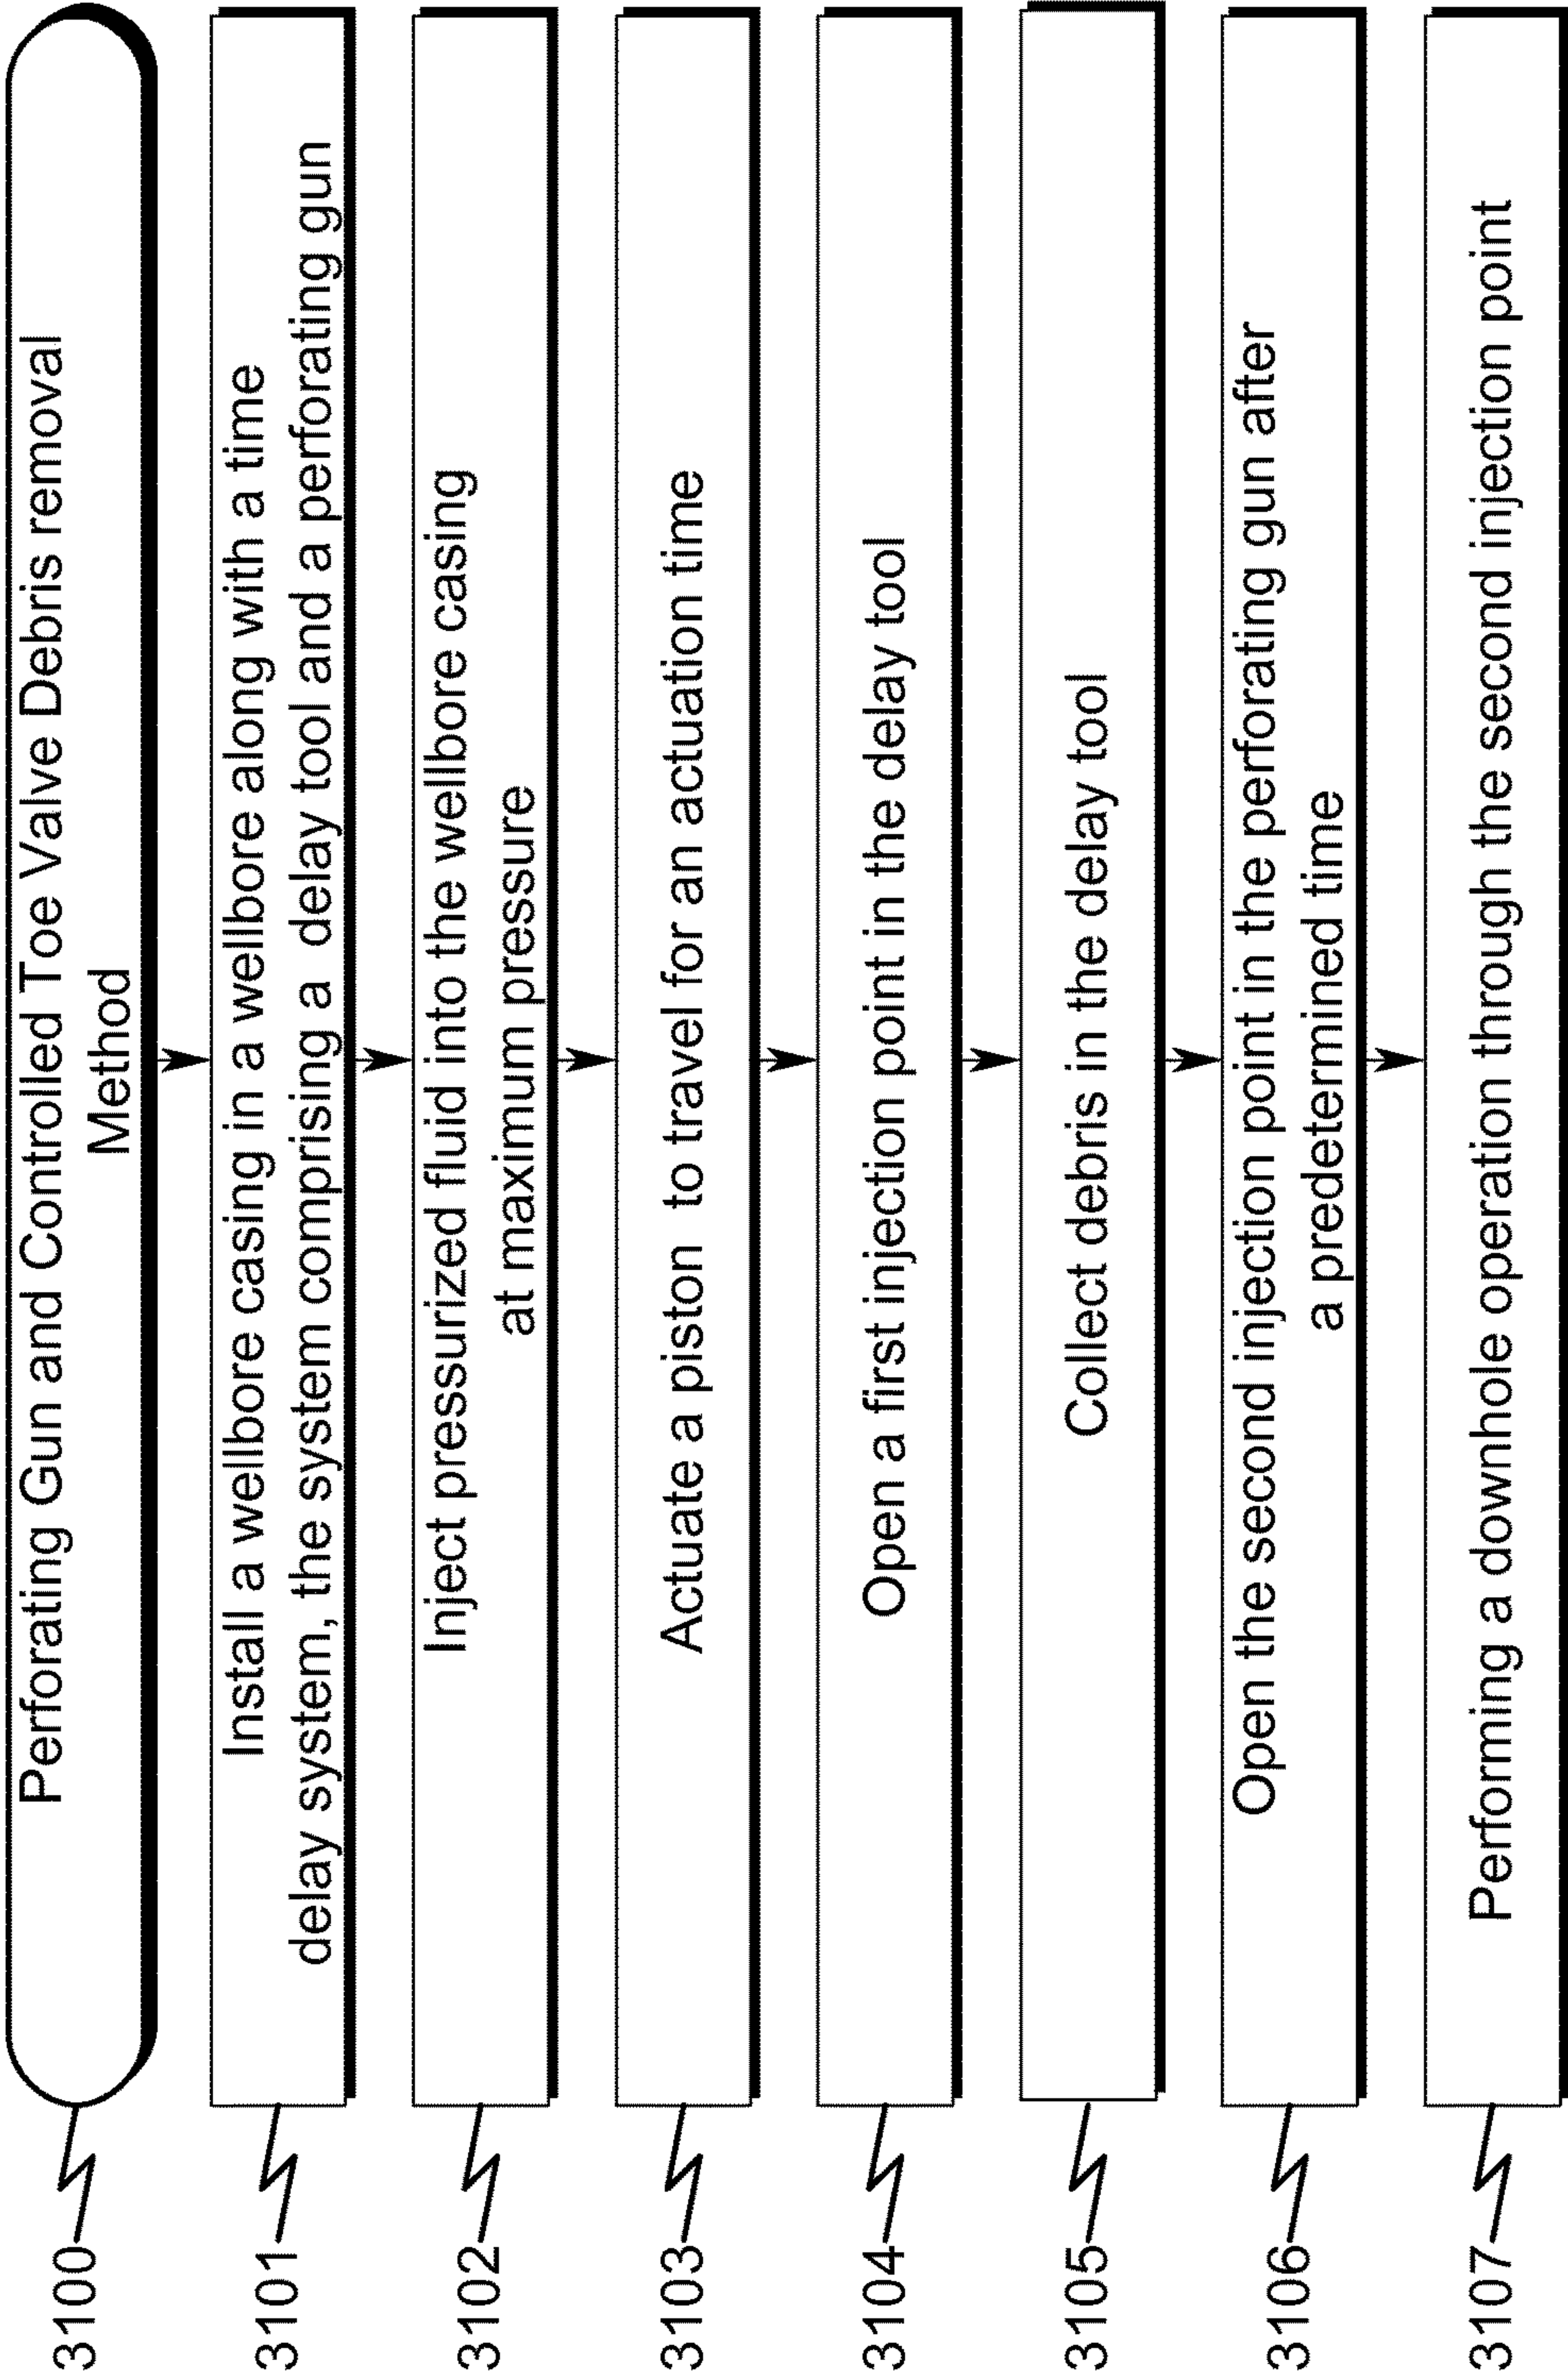 3100
Perforating Gun and Controlled Toe Valve Debris removal
Method
3101
Install a wellbore casing in a wellbore along with a time
delay system, the system comprising a delay tool and a perforating gun
3102
Inject pressurized fluid into the wellbore casing
at maximum pressure
3103
Actuate a piston to travel for an actuation time
3104
Open a first injection point in the delay tool
3105
Collect debris in the delay tool
3106
Open the second injection point in the perforating gun after
a predetermined time
3107
Performing a downhole operation through the second injection point